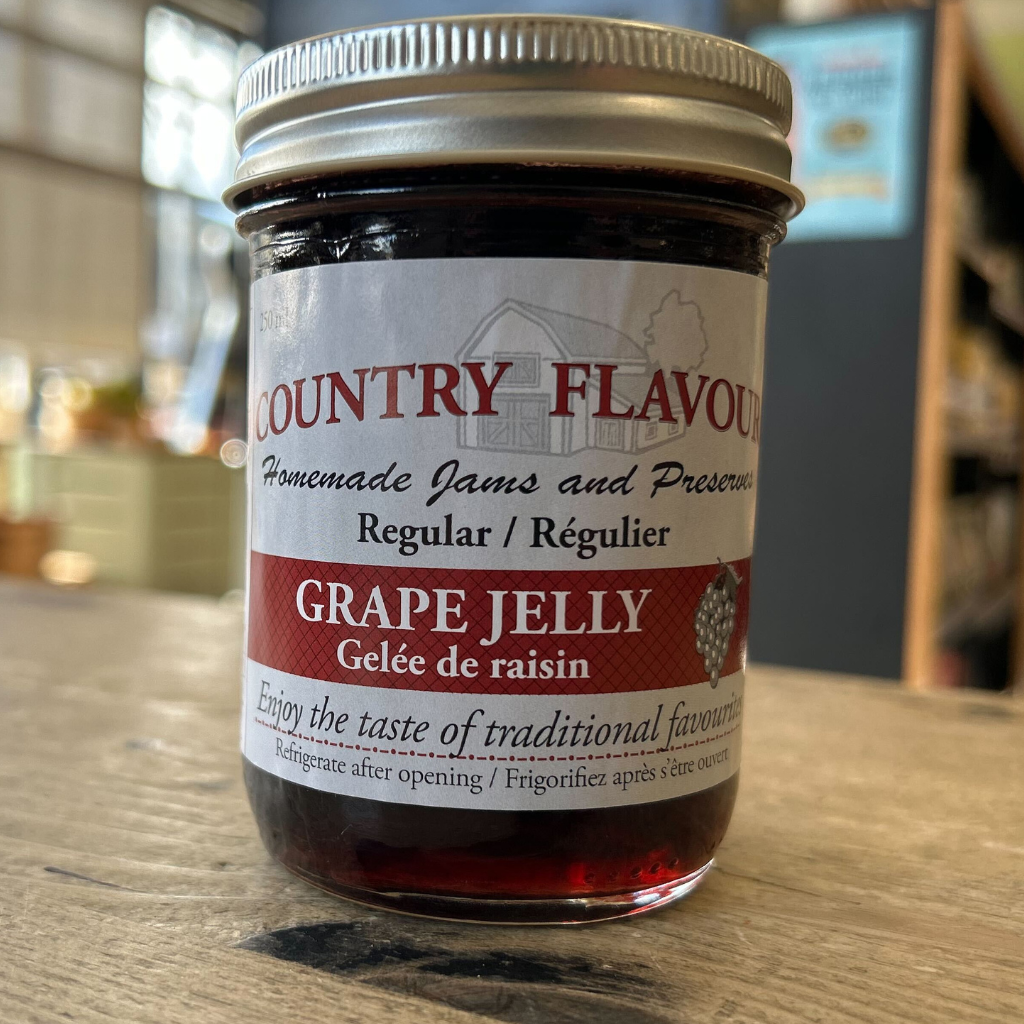 250 ml
COUNTRY FLAVOUR
Homemade Jams and Preserves
Regular / Régulier
GRAPE JELLY
Gelée de raisin
Enjoy the taste of traditional favourites
Refrigerate after opening / Frigorifiez après s'être ouvert